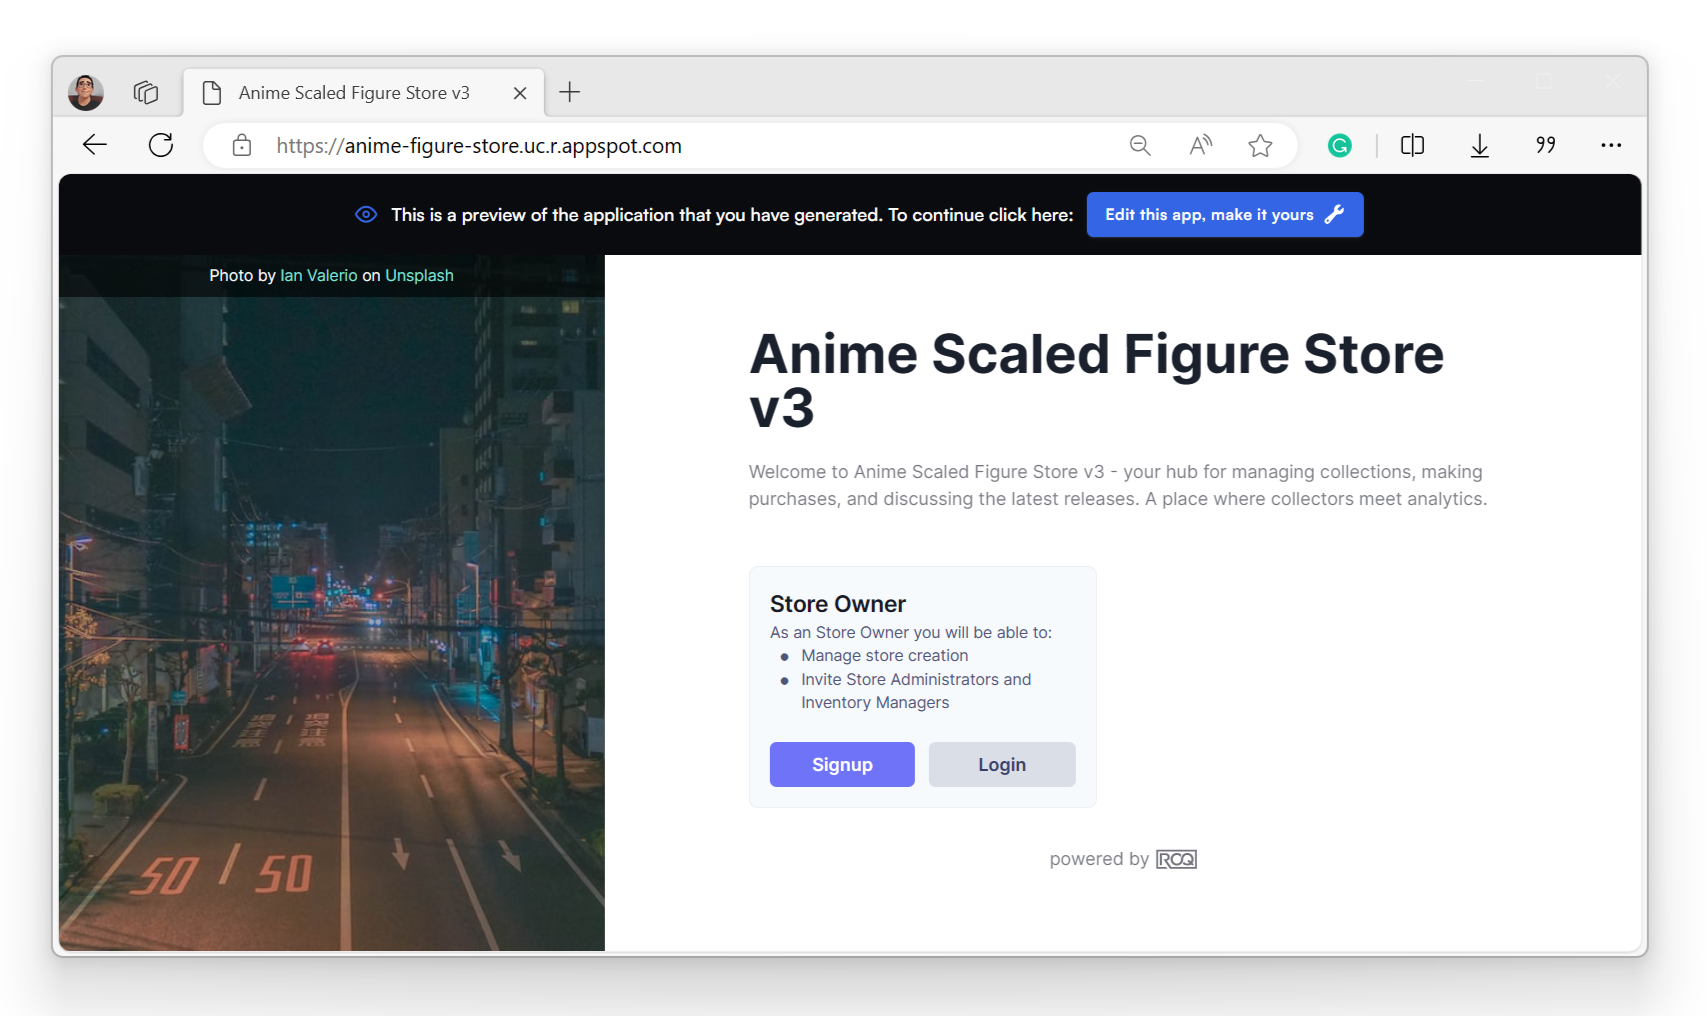 Anime Scaled Figure Store v3
https://anime-figure-store.uc.r.appspot.com
This is a preview of the application that you have generated. To continue click here:
Edit this app, make it yours
Photo by Ian Valerio on Unsplash
50 50
Anime Scaled Figure Store
v3
Welcome to Anime Scaled Figure Store v3 - your hub for managing collections, making
purchases, and discussing the latest releases. A place where collectors meet analytics.
Store Owner
As an Store Owner you will be able to:
Manage store creation
Invite Store Administrators and
Inventory Managers
Signup
Login
powered by ROQ